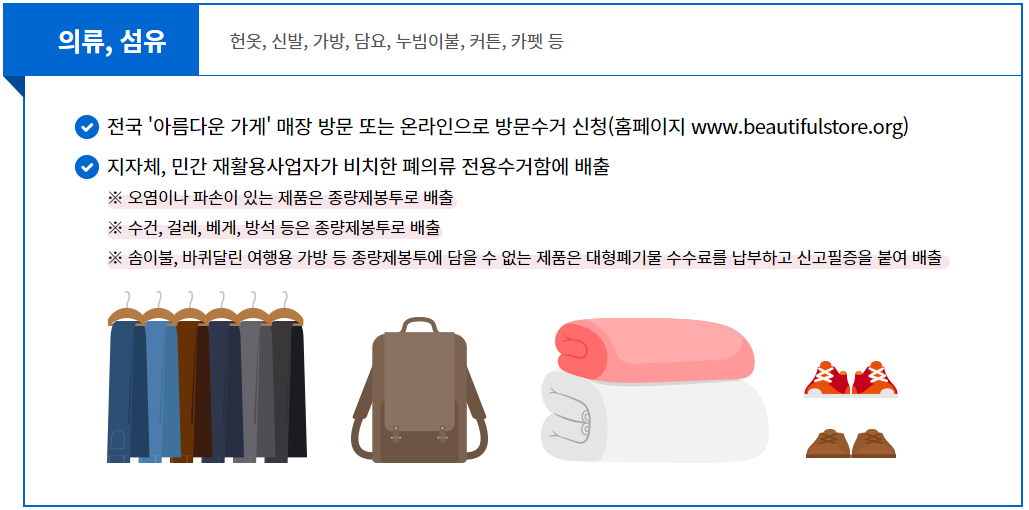 의류, 섬유
헌옷, 신발, 가방, 담요, 누빔이불, 커튼, 카펫 등
전국 '아름다운 가게' 매장 방문 또는 온라인으로 방문수거 신청(홈페이지 www.beautifulstore.org)
지자체, 민간 재활용사업자가 비치한 폐의류 전용수거함에 배출
※ 오염이나 파손이 있는 제품은 종량제봉투로 배출
※ 수건, 걸레, 베게, 방석 등은 종량제봉투로 배출
※ 솜이불, 바퀴달린 여행용 가방 등 종량제봉투에 담을 수 없는 제품은 대형폐기물 수수료를 납부하고 신고필증을 붙여 배출